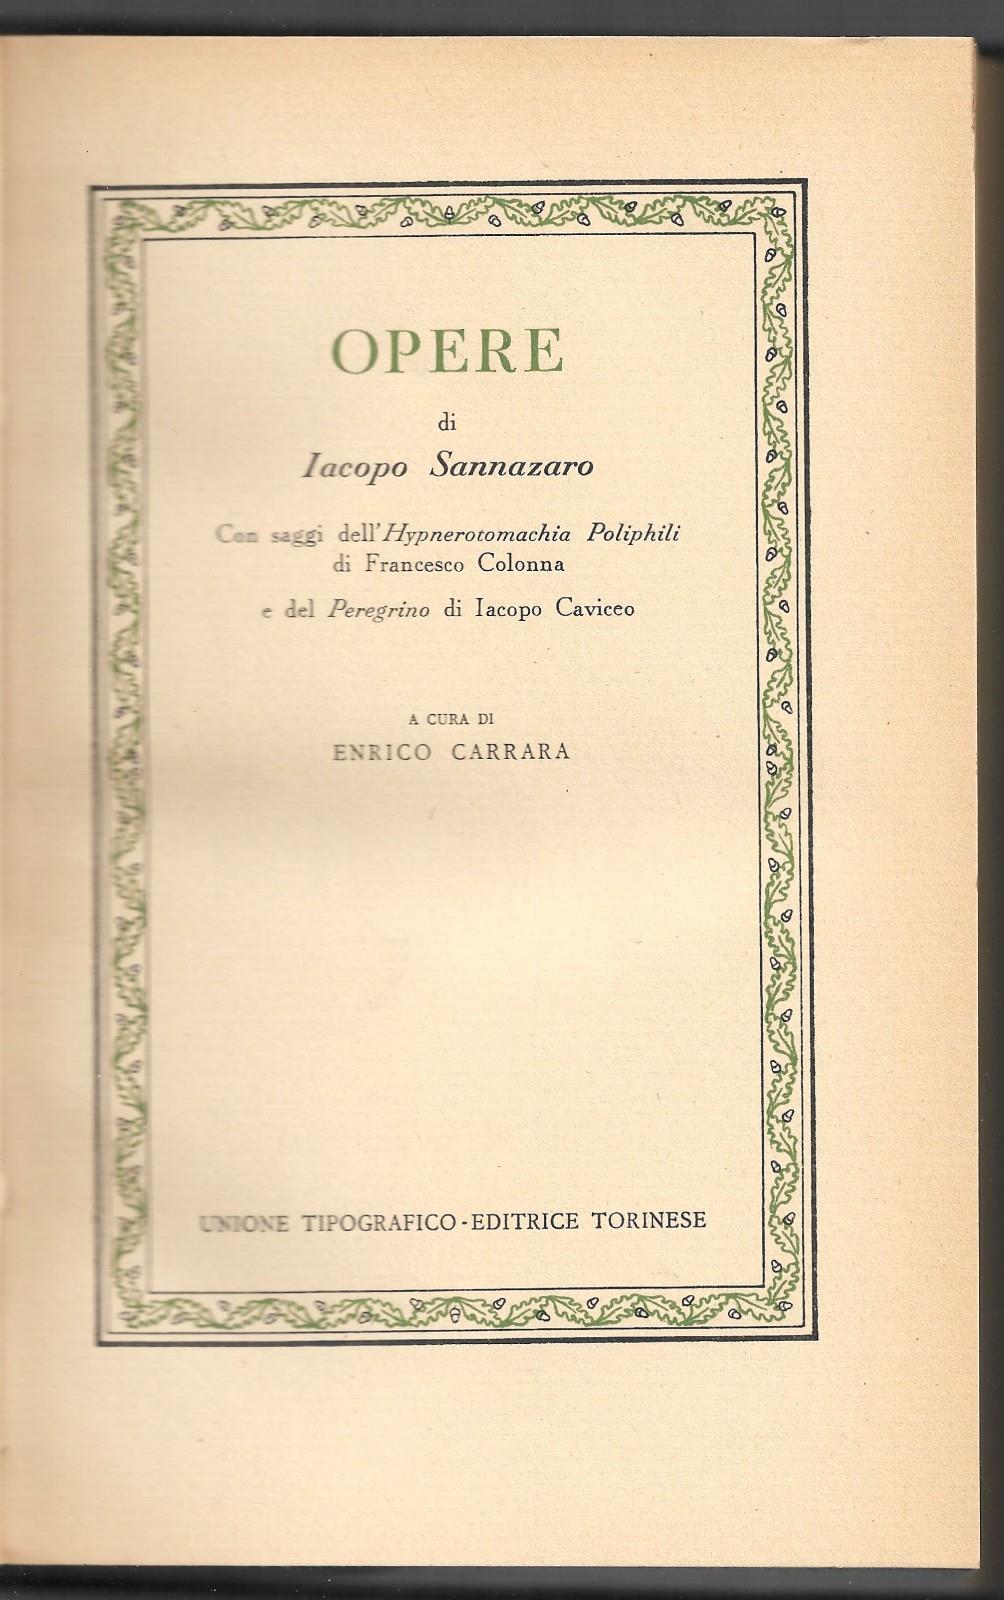 OPERE
di
Iacopo Sannazaro
Con saggi dell'Hypnerotomachia Poliphili
di Francesco Colonna
e del Peregrino di Iacopo Caviceo
A CURA DI
ENRICO CARRARA
UNIONE TIPOGRAFICO-EDITRICE TORINESE